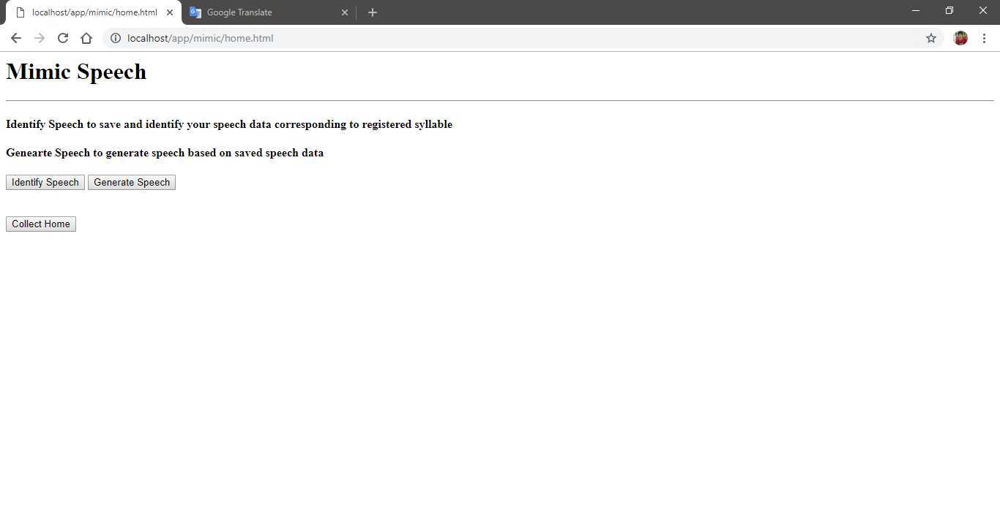 localhost/app/mimic/home.html
Google Translate
localhost/app/mimic/home.html
Mimic Speech
Identify Speech to save and identify your speech data corresponding to registered syllable
Genearte Speech to generate speech based on saved speech data
Identify Speech Generate Speech
Collect Home